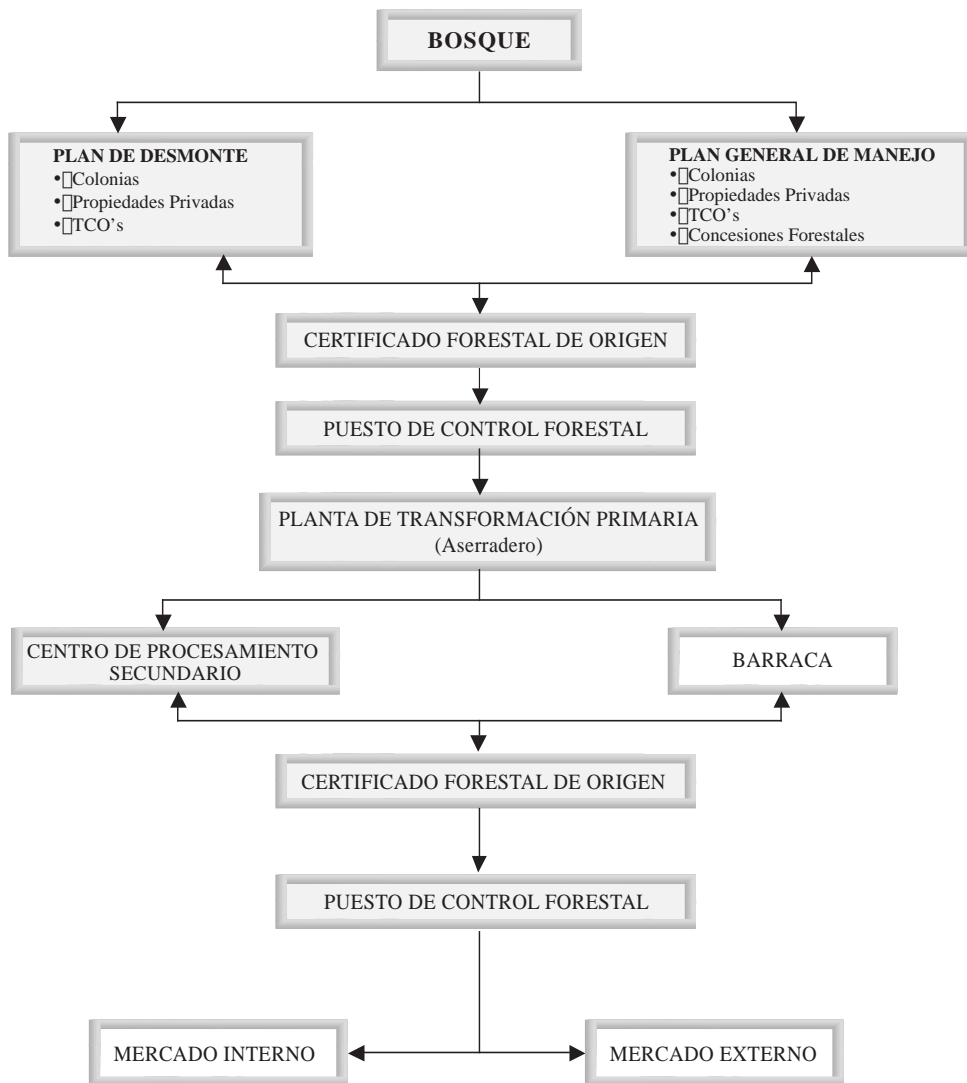 BOSQUE
PLAN DE DESMONTE
• Colonias
• Propiedades Privadas
• TCO’s
PLAN GENERAL DE MANEJO
• Colonias
• Propiedades Privadas
• TCO’s
• Concesiones Forestales
CERTIFICADO FORESTAL DE ORIGEN
PUESTO DE CONTROL FORESTAL
PLANTA DE TRANSFORMACIÓN PRIMARIA
(Aserradero)
CENTRO DE PROCESAMIENTO
SECUNDARIO
BARRACA
CERTIFICADO FORESTAL DE ORIGEN
PUESTO DE CONTROL FORESTAL
MERCADO INTERNO
MERCADO EXTERNO